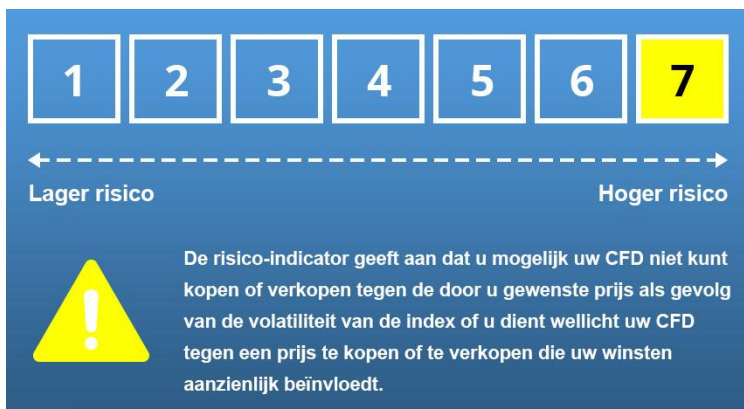 1 2 3 4 5 6 7
Lager risico Hoger risico
De risico-indicator geeft aan dat u mogelijk uw CFD niet kunt
kopen of verkopen tegen de door u gewenste prijs als gevolg
van de volatiliteit van de index of u dient wellicht uw CFD
tegen een prijs te kopen of te verkopen die uw winsten
aanzienlijk beïnvloedt.